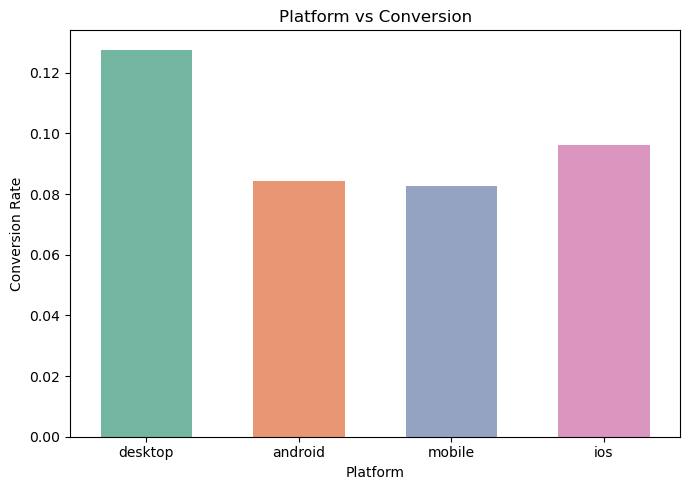 Platform vs Conversion
Conversion Rate
0.12
0.10
0.08
0.06
0.04
0.02
0.00
desktop android mobile ios
Platform